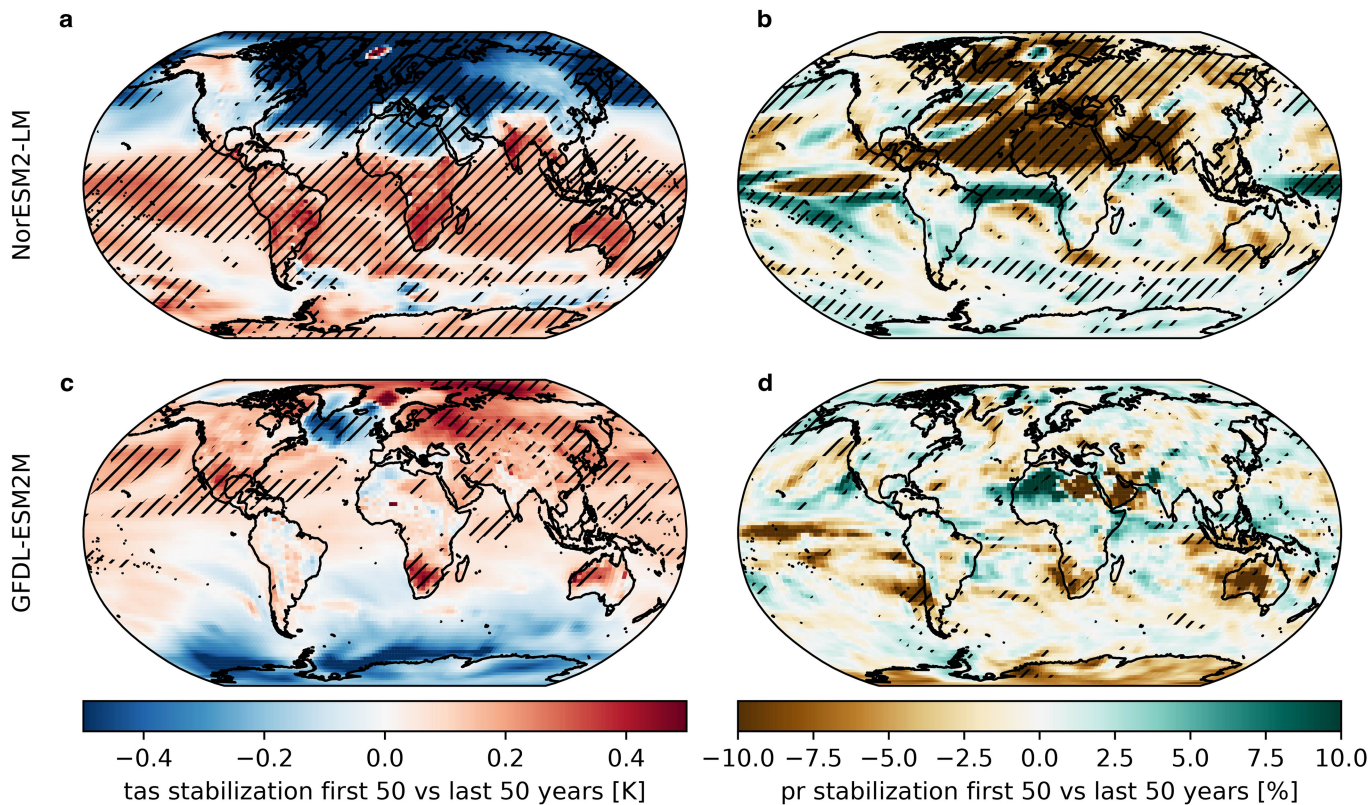 a
b
NorESM2-LM
c
d
GFDL-ESM2M
−0.4 −0.2 0.0 0.2 0.4
tas stabilization first 50 vs last 50 years [K]
−10.0 −7.5 −5.0 −2.5 0.0 2.5 5.0 7.5 10.0
pr stabilization first 50 vs last 50 years [%]